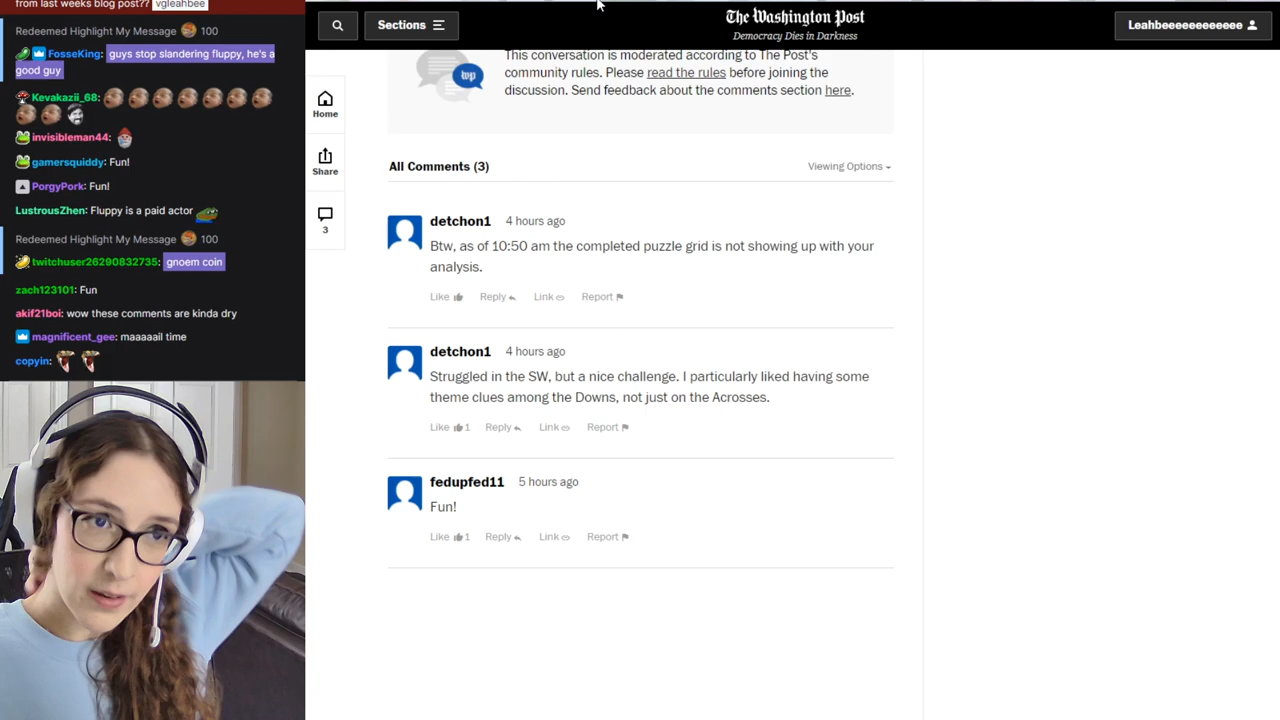 from last weeks blog post?? vgleahbee
Redeemed Highlight My Message 100
FosseKing: guys stop slandering fluppy, he's a
good guy
Kevakazii_68:
invisibleman44:
gamersquiddy: Fun!
PorgyPork: Fun!
LustrousZhen: Fluppy is a paid actor
Redeemed Highlight My Message 100
twitchuser26290832735: gnoem coin
zach123101: Fun
akif21boi: wow these comments are kinda dry
magnificent_gee: maaaaail time
copyin:
Sections
The Washington Post
Democracy Dies in Darkness
Leahbeeeeeeeeeeee
Home
Share
3
wp
This conversation is moderated according to The Post's
community rules. Please read the rules before joining the
discussion. Send feedback about the comments section here.
All Comments (3)
Viewing Options
detchon1 4 hours ago
Btw, as of 10:50 am the completed puzzle grid is not showing up with your
analysis.
Like Reply Link Report
detchon1 4 hours ago
Struggled in the SW, but a nice challenge. I particularly liked having some
theme clues among the Downs, not just on the Acrosses.
Like 1 Reply Link Report
fedupfed11 5 hours ago
Fun!
Like 1 Reply Link Report